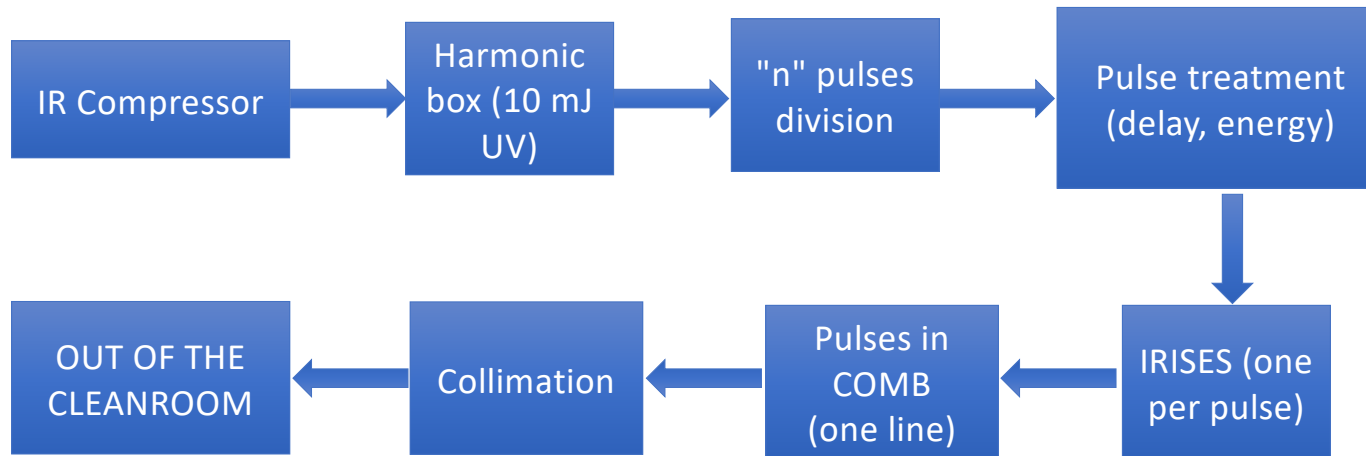 IR Compressor
Harmonic
box (10 mJ
UV)
"n" pulses
division
Pulse treatment
(delay, energy)
IRISES (one
per pulse)
Pulses in
COMB
(one line)
Collimation
OUT OF THE
CLEANROOM